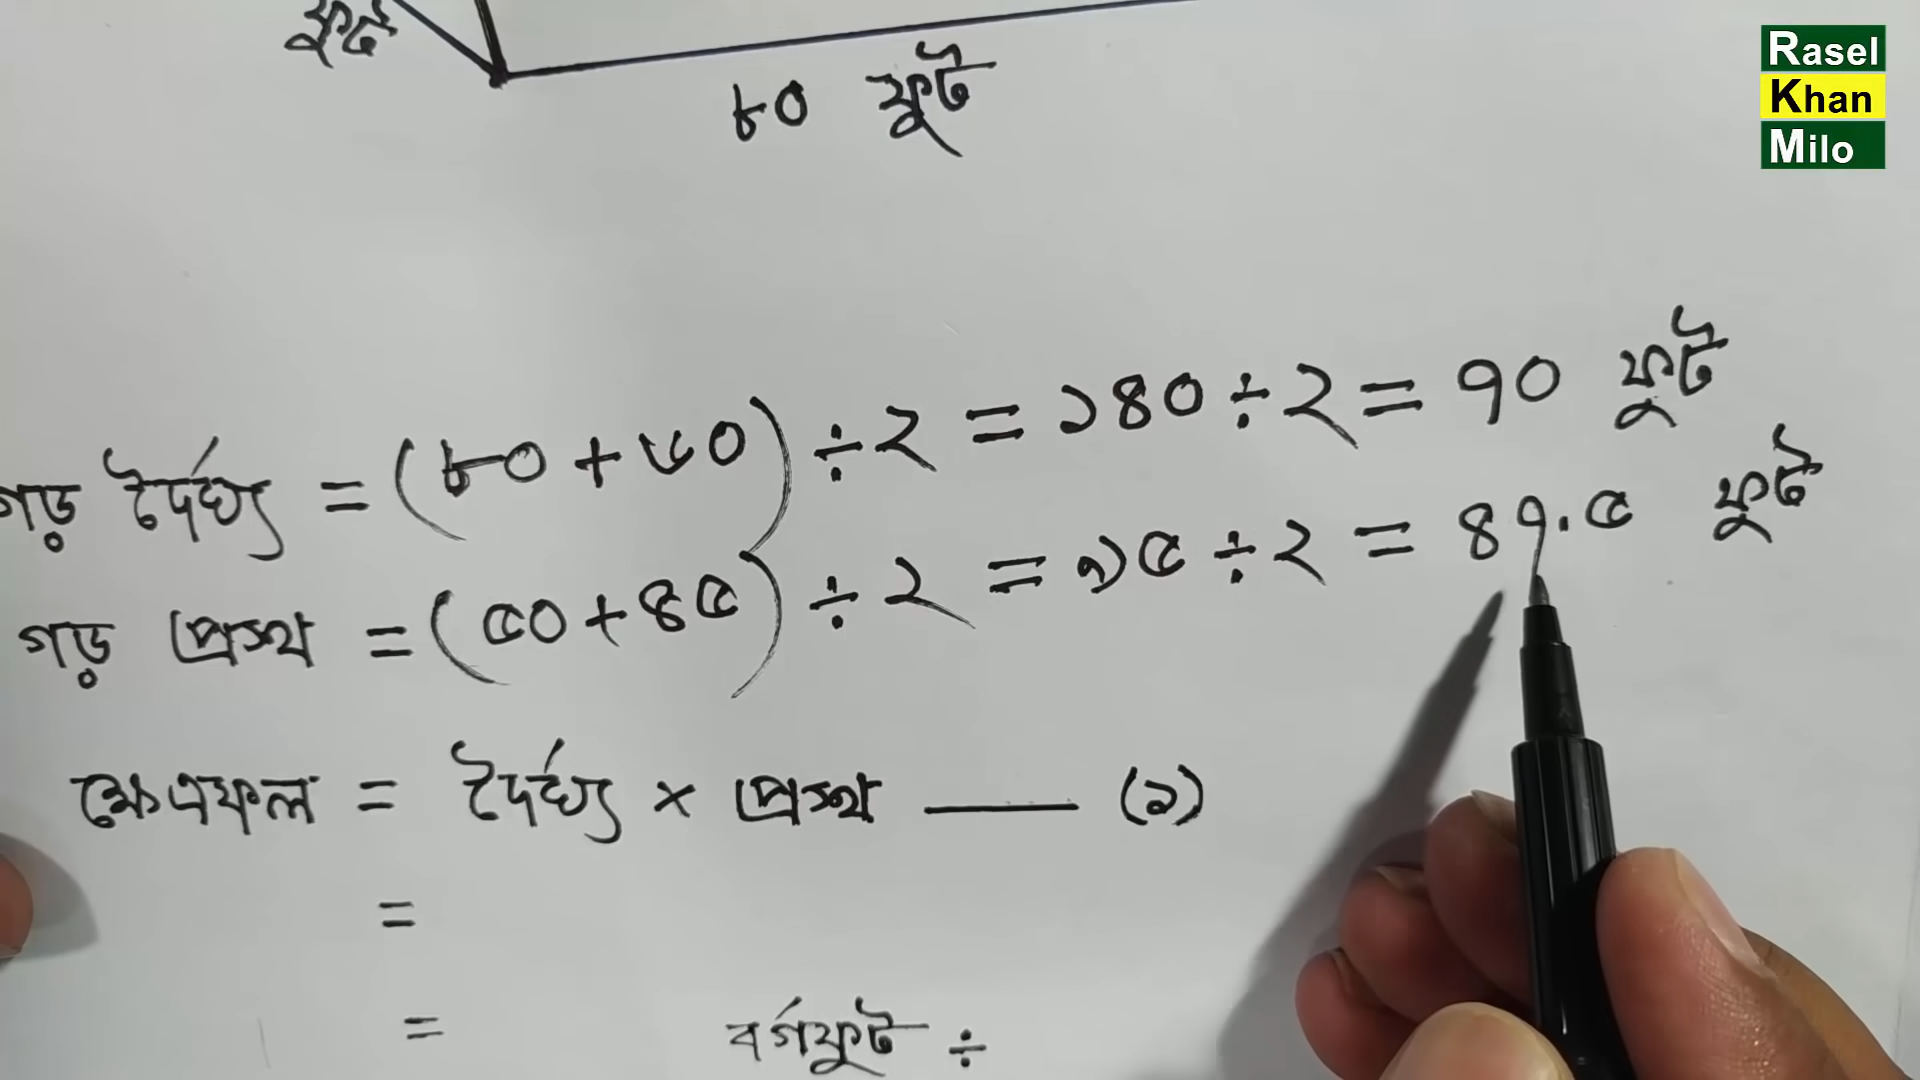 ফুট
৮০ ফুট
গড় দৈর্ঘ্য = (৮০ + ৬০) ÷ ২ = ১৪০ ÷ ২ = ৭০ ফুট
গড় প্রস্থ = (৫০ + ৪৫) ÷ ২ = ৯৫ ÷ ২ = ৪৭.৫ ফুট
ক্ষেত্রফল = দৈর্ঘ্য × প্রস্থ —— (১)
=
= বর্গফুট ÷
Rasel
Khan
Milo